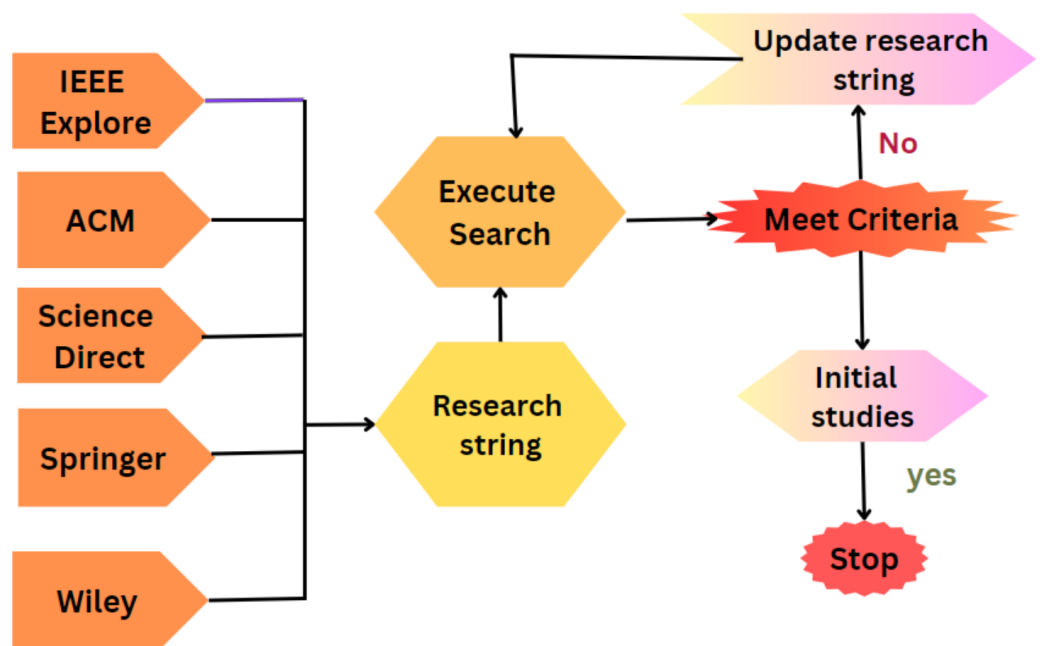 IEEE
Explore
ACM
Science
Direct
Springer
Wiley
Execute
Search
Research
string
Update research
string
No
Meet Criteria
Initial
studies
yes
Stop